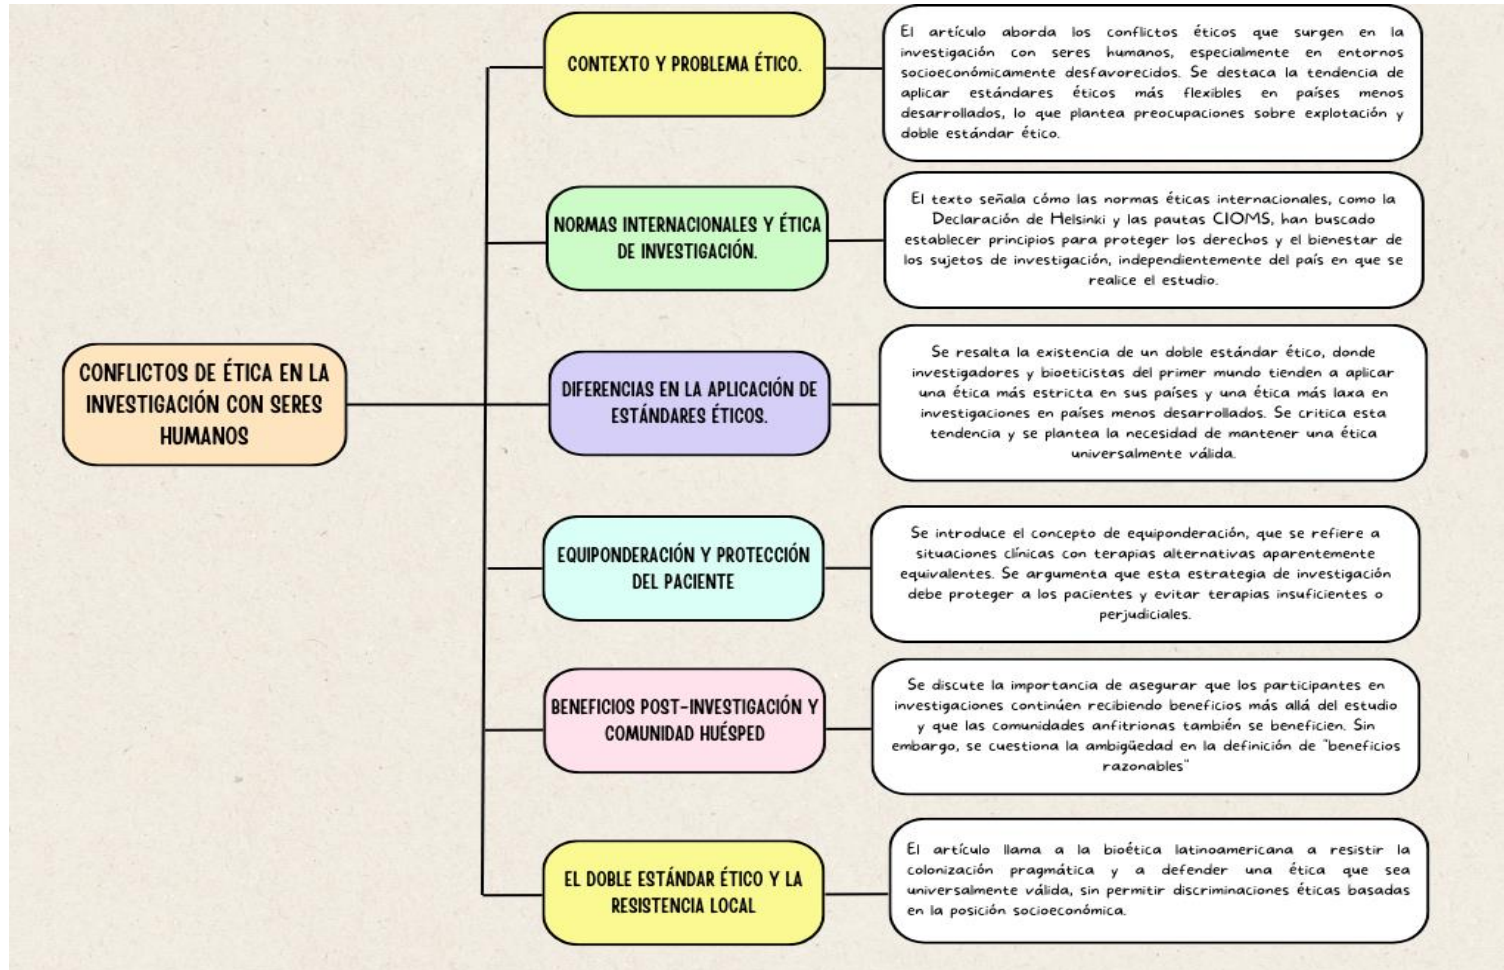 CONFLICTOS DE ÉTICA EN LA
INVESTIGACIÓN CON SERES
HUMANOS
CONTEXTO Y PROBLEMA ÉTICO.
El artículo aborda los conflictos éticos que surgen en la
investigación con seres humanos, especialmente en entornos
socioeconómicamente desfavorecidos. Se destaca la tendencia de
aplicar estándares éticos más flexibles en países menos
desarrollados, lo que plantea preocupaciones sobre explotación y
doble estándar ético.
NORMAS INTERNACIONALES Y ÉTICA
DE INVESTIGACIÓN.
El texto señala cómo las normas éticas internacionales, como la
Declaración de Helsinki y las pautas CIOMS, han buscado
establecer principios para proteger los derechos y el bienestar de
los sujetos de investigación, independientemente del país en que se
realice el estudio.
DIFERENCIAS EN LA APLICACIÓN DE
ESTÁNDARES ÉTICOS.
Se resalta la existencia de un doble estándar ético, donde
investigadores y bioeticistas del primer mundo tienden a aplicar
una ética más estricta en sus países y una ética más laxa en
investigaciones en países menos desarrollados. Se critica esta
tendencia y se plantea la necesidad de mantener una ética
universalmente válida.
EQUIPONDERACIÓN Y PROTECCIÓN
DEL PACIENTE
Se introduce el concepto de equiponderación, que se refiere a
situaciones clínicas con terapias alternativas aparentemente
equivalentes. Se argumenta que esta estrategia de investigación
debe proteger a los pacientes y evitar terapias insuficientes o
perjudiciales.
BENEFICIOS POST-INVESTIGACIÓN Y
COMUNIDAD HUÉSPED
Se discute la importancia de asegurar que los participantes en
investigaciones continúen recibiendo beneficios más allá del estudio
y que las comunidades anfitrionas también se beneficien. Sin
embargo, se cuestiona la ambigüedad en la definición de "beneficios
razonables"
EL DOBLE ESTÁNDAR ÉTICO Y LA
RESISTENCIA LOCAL
El artículo llama a la bioética latinoamericana a resistir la
colonización pragmática y a defender una ética que sea
universalmente válida, sin permitir discriminaciones éticas basadas
en la posición socioeconómica.